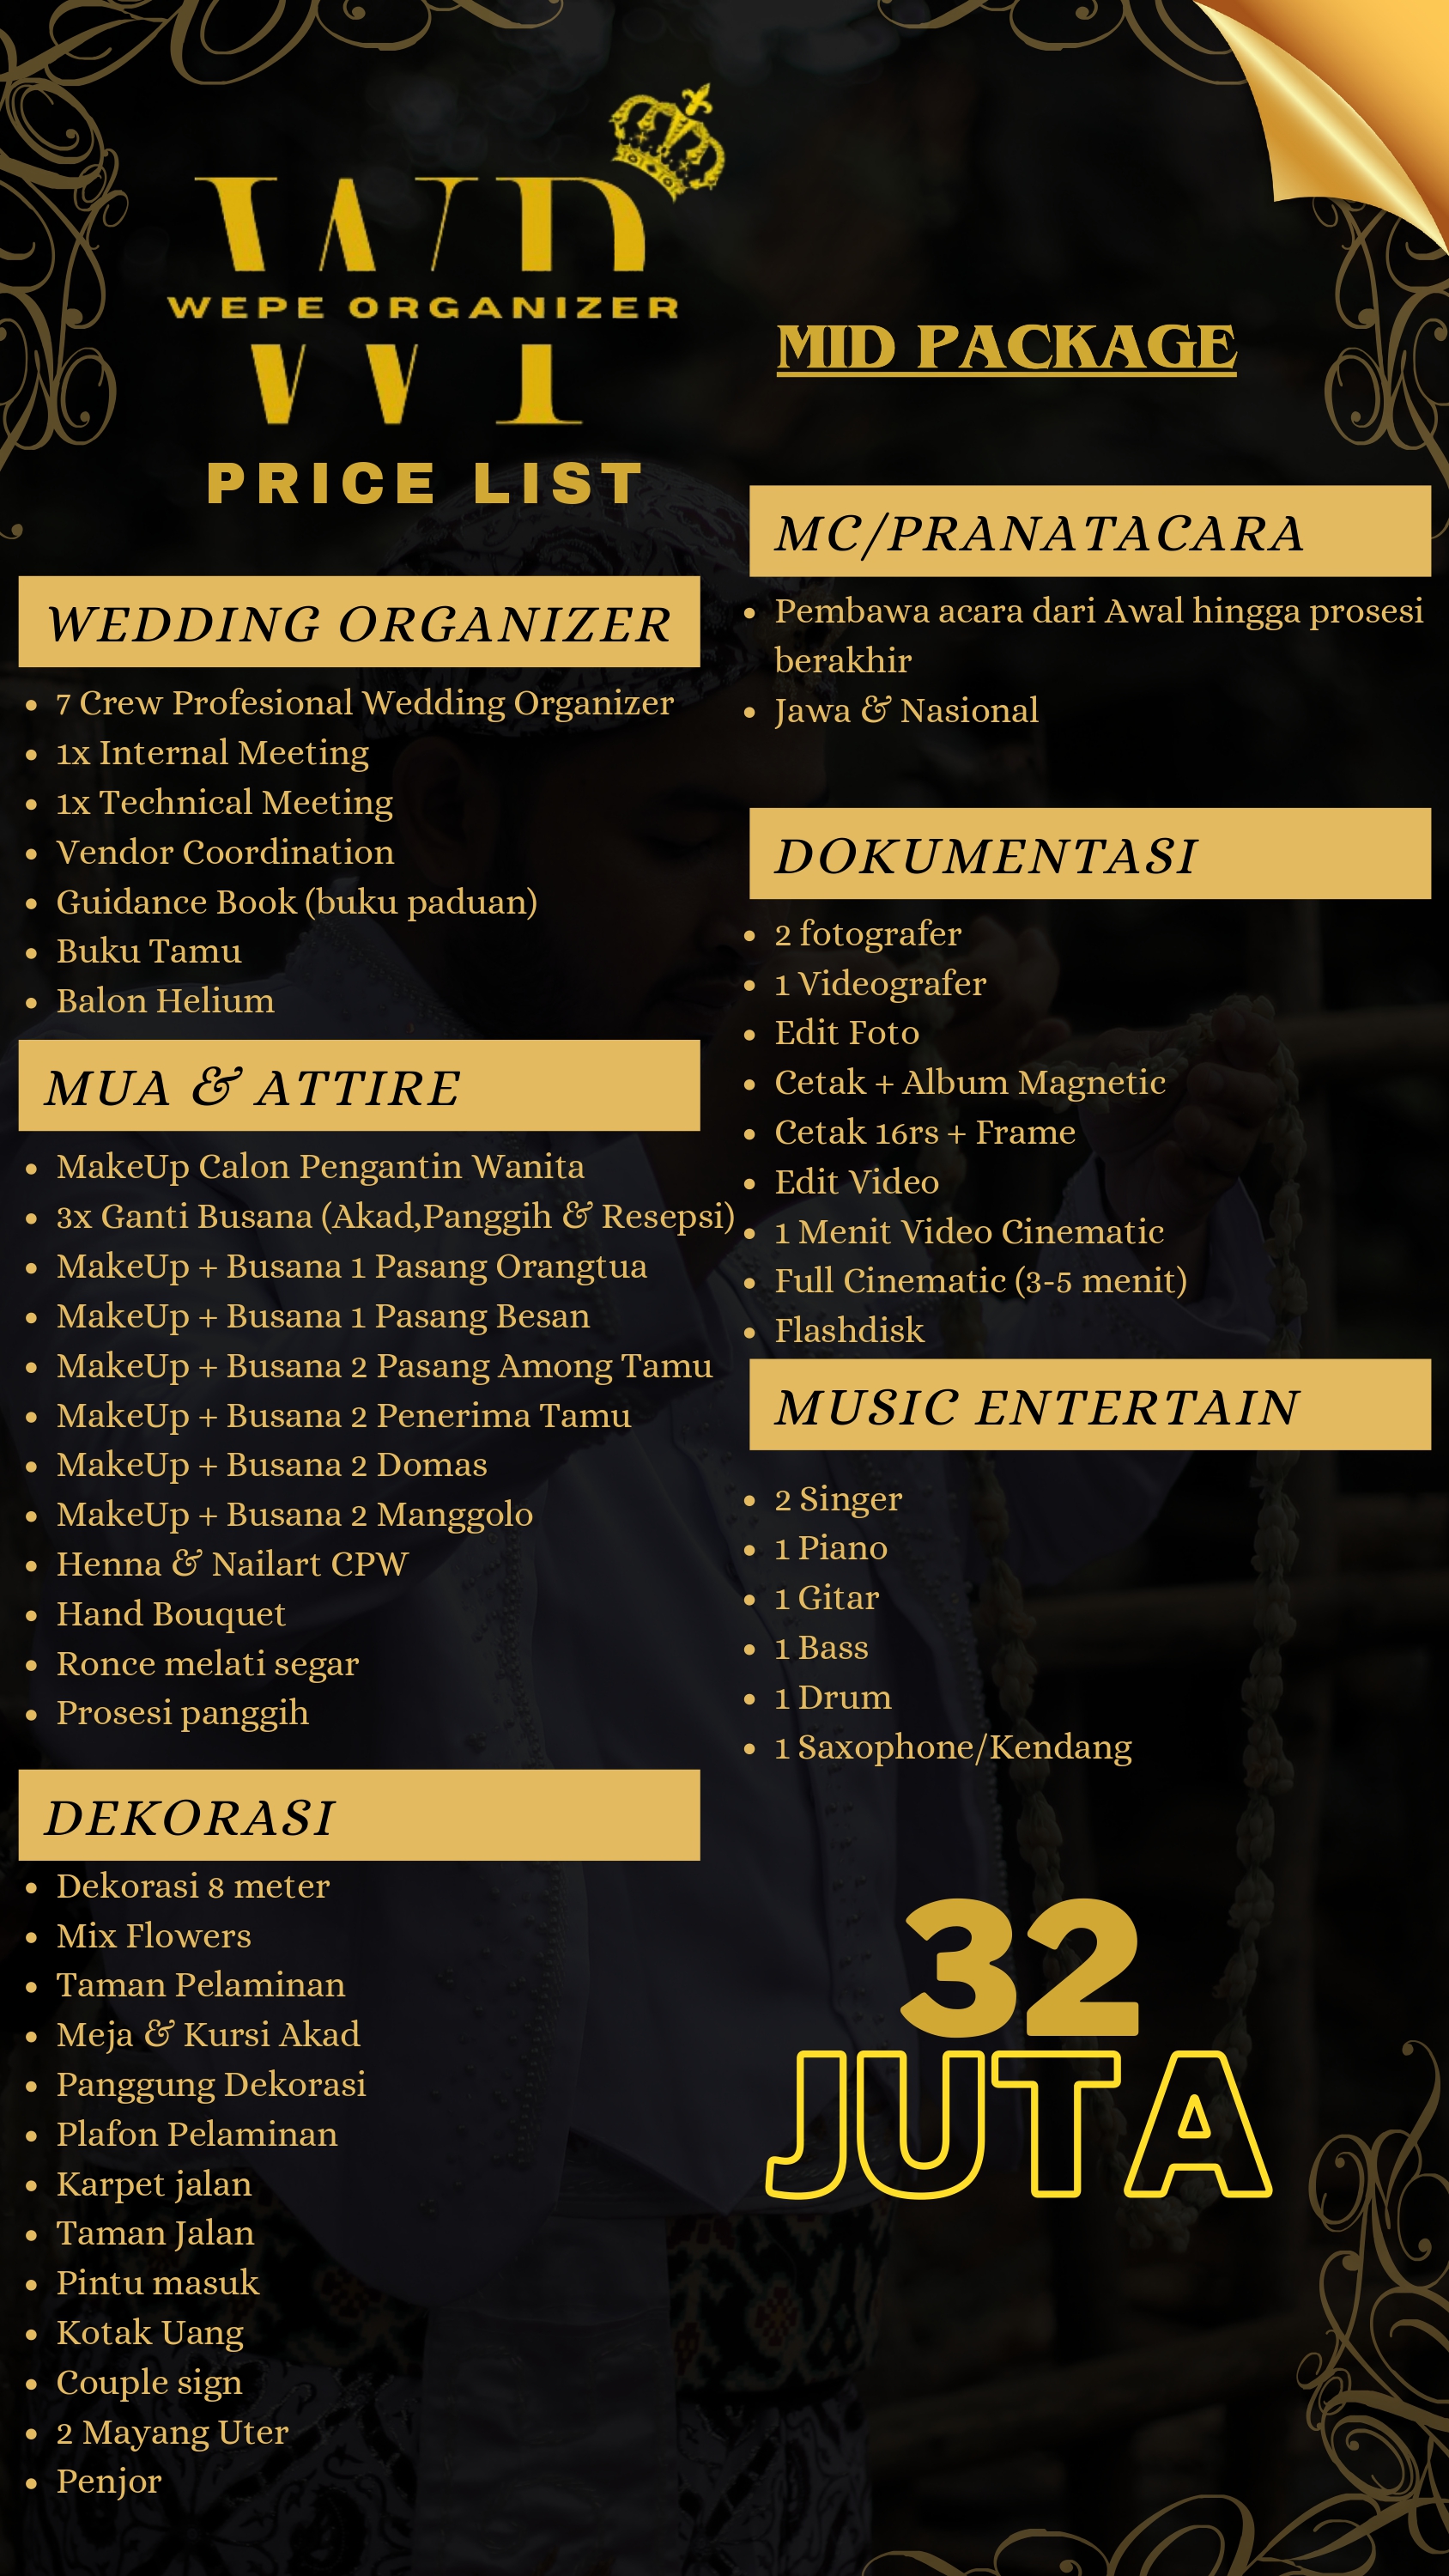 WP
WEPE ORGANIZER
PRICE LIST
WEDDING ORGANIZER
7 Crew Profesional Wedding Organizer
1x Internal Meeting
1x Technical Meeting
Vendor Coordination
Guidance Book (buku paduan)
Buku Tamu
Balon Helium
MUA & ATTIRE
MakeUp Calon Pengantin Wanita
3x Ganti Busana (Akad,Panggih & Resepsi)
MakeUp + Busana 1 Pasang Orangtua
MakeUp + Busana 1 Pasang Besan
MakeUp + Busana 2 Pasang Among Tamu
MakeUp + Busana 2 Penerima Tamu
MakeUp + Busana 2 Domas
MakeUp + Busana 2 Manggolo
Henna & Nailart CPW
Hand Bouquet
Ronce melati segar
Prosesi panggih
DEKORASI
Dekorasi 8 meter
Mix Flowers
Taman Pelaminan
Meja & Kursi Akad
Panggung Dekorasi
Plafon Pelaminan
Karpet jalan
Taman Jalan
Pintu masuk
Kotak Uang
Couple sign
2 Mayang Uter
Penjor
MID PACKAGE
MC/PRANATACARA
Pembawa acara dari Awal hingga prosesi
berakhir
Jawa & Nasional
DOKUMENTASI
2 fotografer
1 Videografer
Edit Foto
Cetak + Album Magnetic
Cetak 16rs + Frame
Edit Video
1 Menit Video Cinematic
Full Cinematic (3-5 menit)
Flashdisk
MUSIC ENTERTAIN
2 Singer
1 Piano
1 Gitar
1 Bass
1 Drum
1 Saxophone/Kendang
32
JUTA